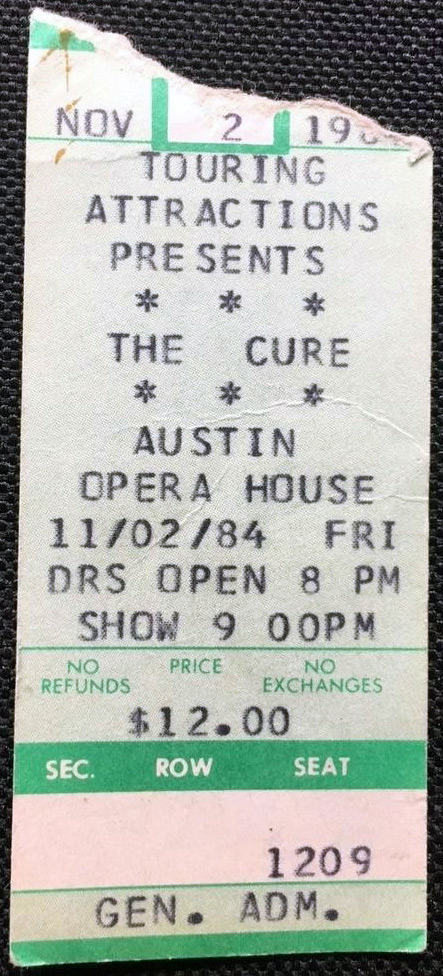 NOV 2 19
TOURING
ATTRACTIONS
PRESENTS
* * *
THE CURE
* * *
AUSTIN
OPERA HOUSE
11/02/84 FRI
DRS OPEN 8 PM
SHOW 9 00PM
NO REFUNDS PRICE NO EXCHANGES
$12.00
SEC. ROW SEAT
1209
GEN. ADM.